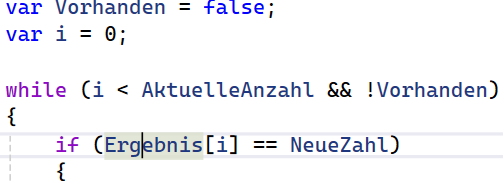 var Vorhanden = false;
var i = 0;
while (i < AktuelleAnzahl && !Vorhanden)
{
if (Ergebnis[i] == NeueZahl)
{